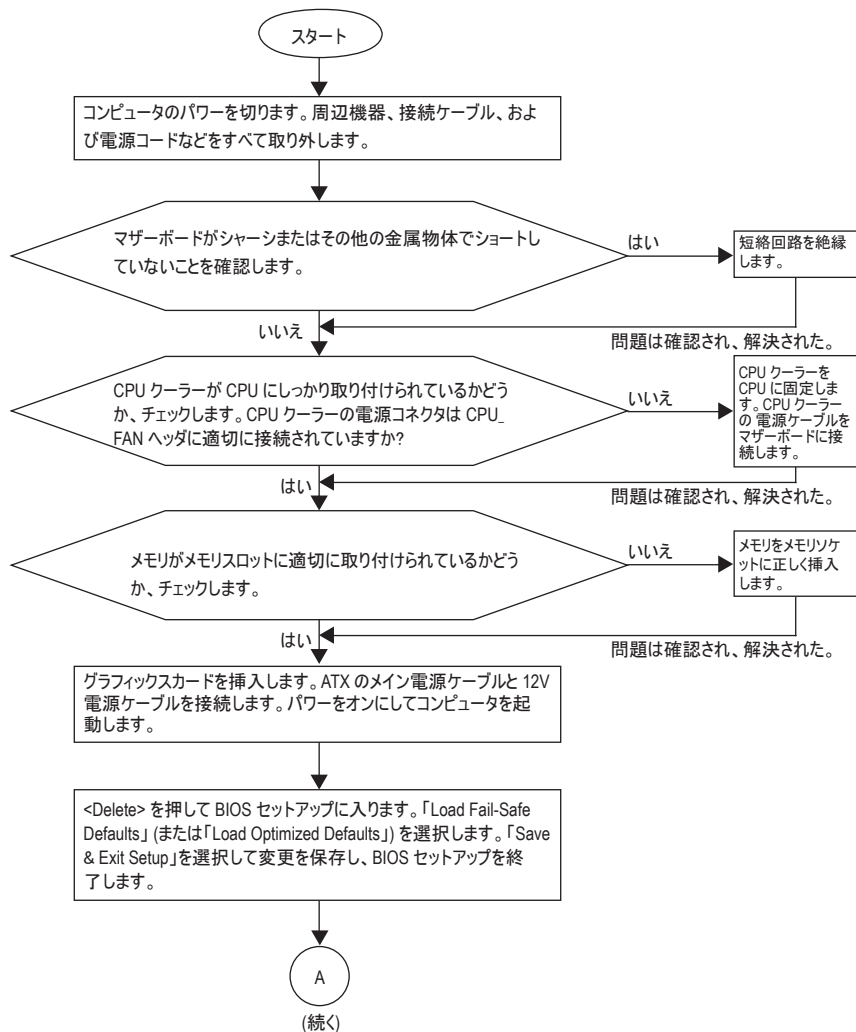 スタート
コンピュータのパワーを切ります。周辺機器、接続ケーブル、およ
び電源コードなどをすべて取り外します。
マザーボードがシャーシまたはその他の金属物体でショートし
ていないことを確認します。
はい
短絡回路を絶縁
します。
いいえ
問題は確認され、解決された。
CPU クーラーが CPU にしっかり取り付けられているかどう
か、チェックします。CPU クーラーの電源コネクタは CPU_
FAN ヘッダに適切に接続されていますか?
いいえ
CPU クーラーを
CPU に固定しま
す。CPU クーラー
の 電源ケーブルを
マザーボードに接
続します。
はい
問題は確認され、解決された。
メモリがメモリスロットに適切に取り付けられているかどう
か、チェックします。
いいえ
メモリをメモリソケ
ットに正しく挿入
します。
はい
問題は確認され、解決された。
グラフィックスカードを挿入します。ATX のメイン電源ケーブルと 12V
電源ケーブルを接続します。パワーをオンにしてコンピュータを起
動します。
<Delete> を押して BIOS セットアップに入ります。「Load Fail-Safe
Defaults」 (または「Load Optimized Defaults」) を選択します。「Save
& Exit Setup」を選択して変更を保存し、BIOS セットアップを終
了します。
A
(続く)